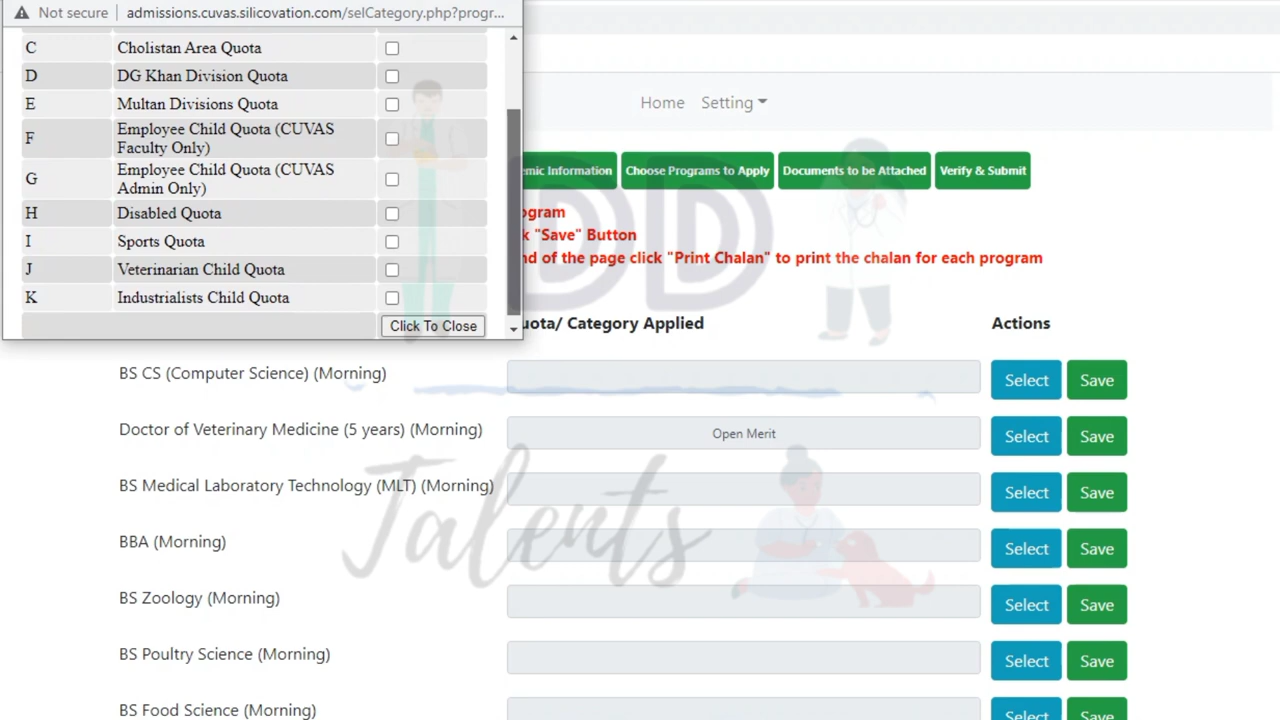 Not secure admissions.cuvas.silicovation.com/selCategory.php?progr...
C Cholistan Area Quota
D DG Khan Division Quota
E Multan Divisions Quota
F Employee Child Quota (CUVAS
Faculty Only)
G Employee Child Quota (CUVAS
Admin Only)
H Disabled Quota
I Sports Quota
J Veterinarian Child Quota
K Industrialists Child Quota
Click To Close
Home Setting
Information Choose Programs to Apply Documents to be Attached Verify & Submit
"Save" Button
of the page click "Print Chalan" to print the chalan for each program
Category Applied Actions
BS CS (Computer Science) (Morning) Select Save
Doctor of Veterinary Medicine (5 years) (Morning) Open Merit Select Save
BS Medical Laboratory Technology (MLT) (Morning) Select Save
BBA (Morning) Select Save
BS Zoology (Morning) Select Save
BS Poultry Science (Morning) Select Save
BS Food Science (Morning) Select Save
DD
Talents